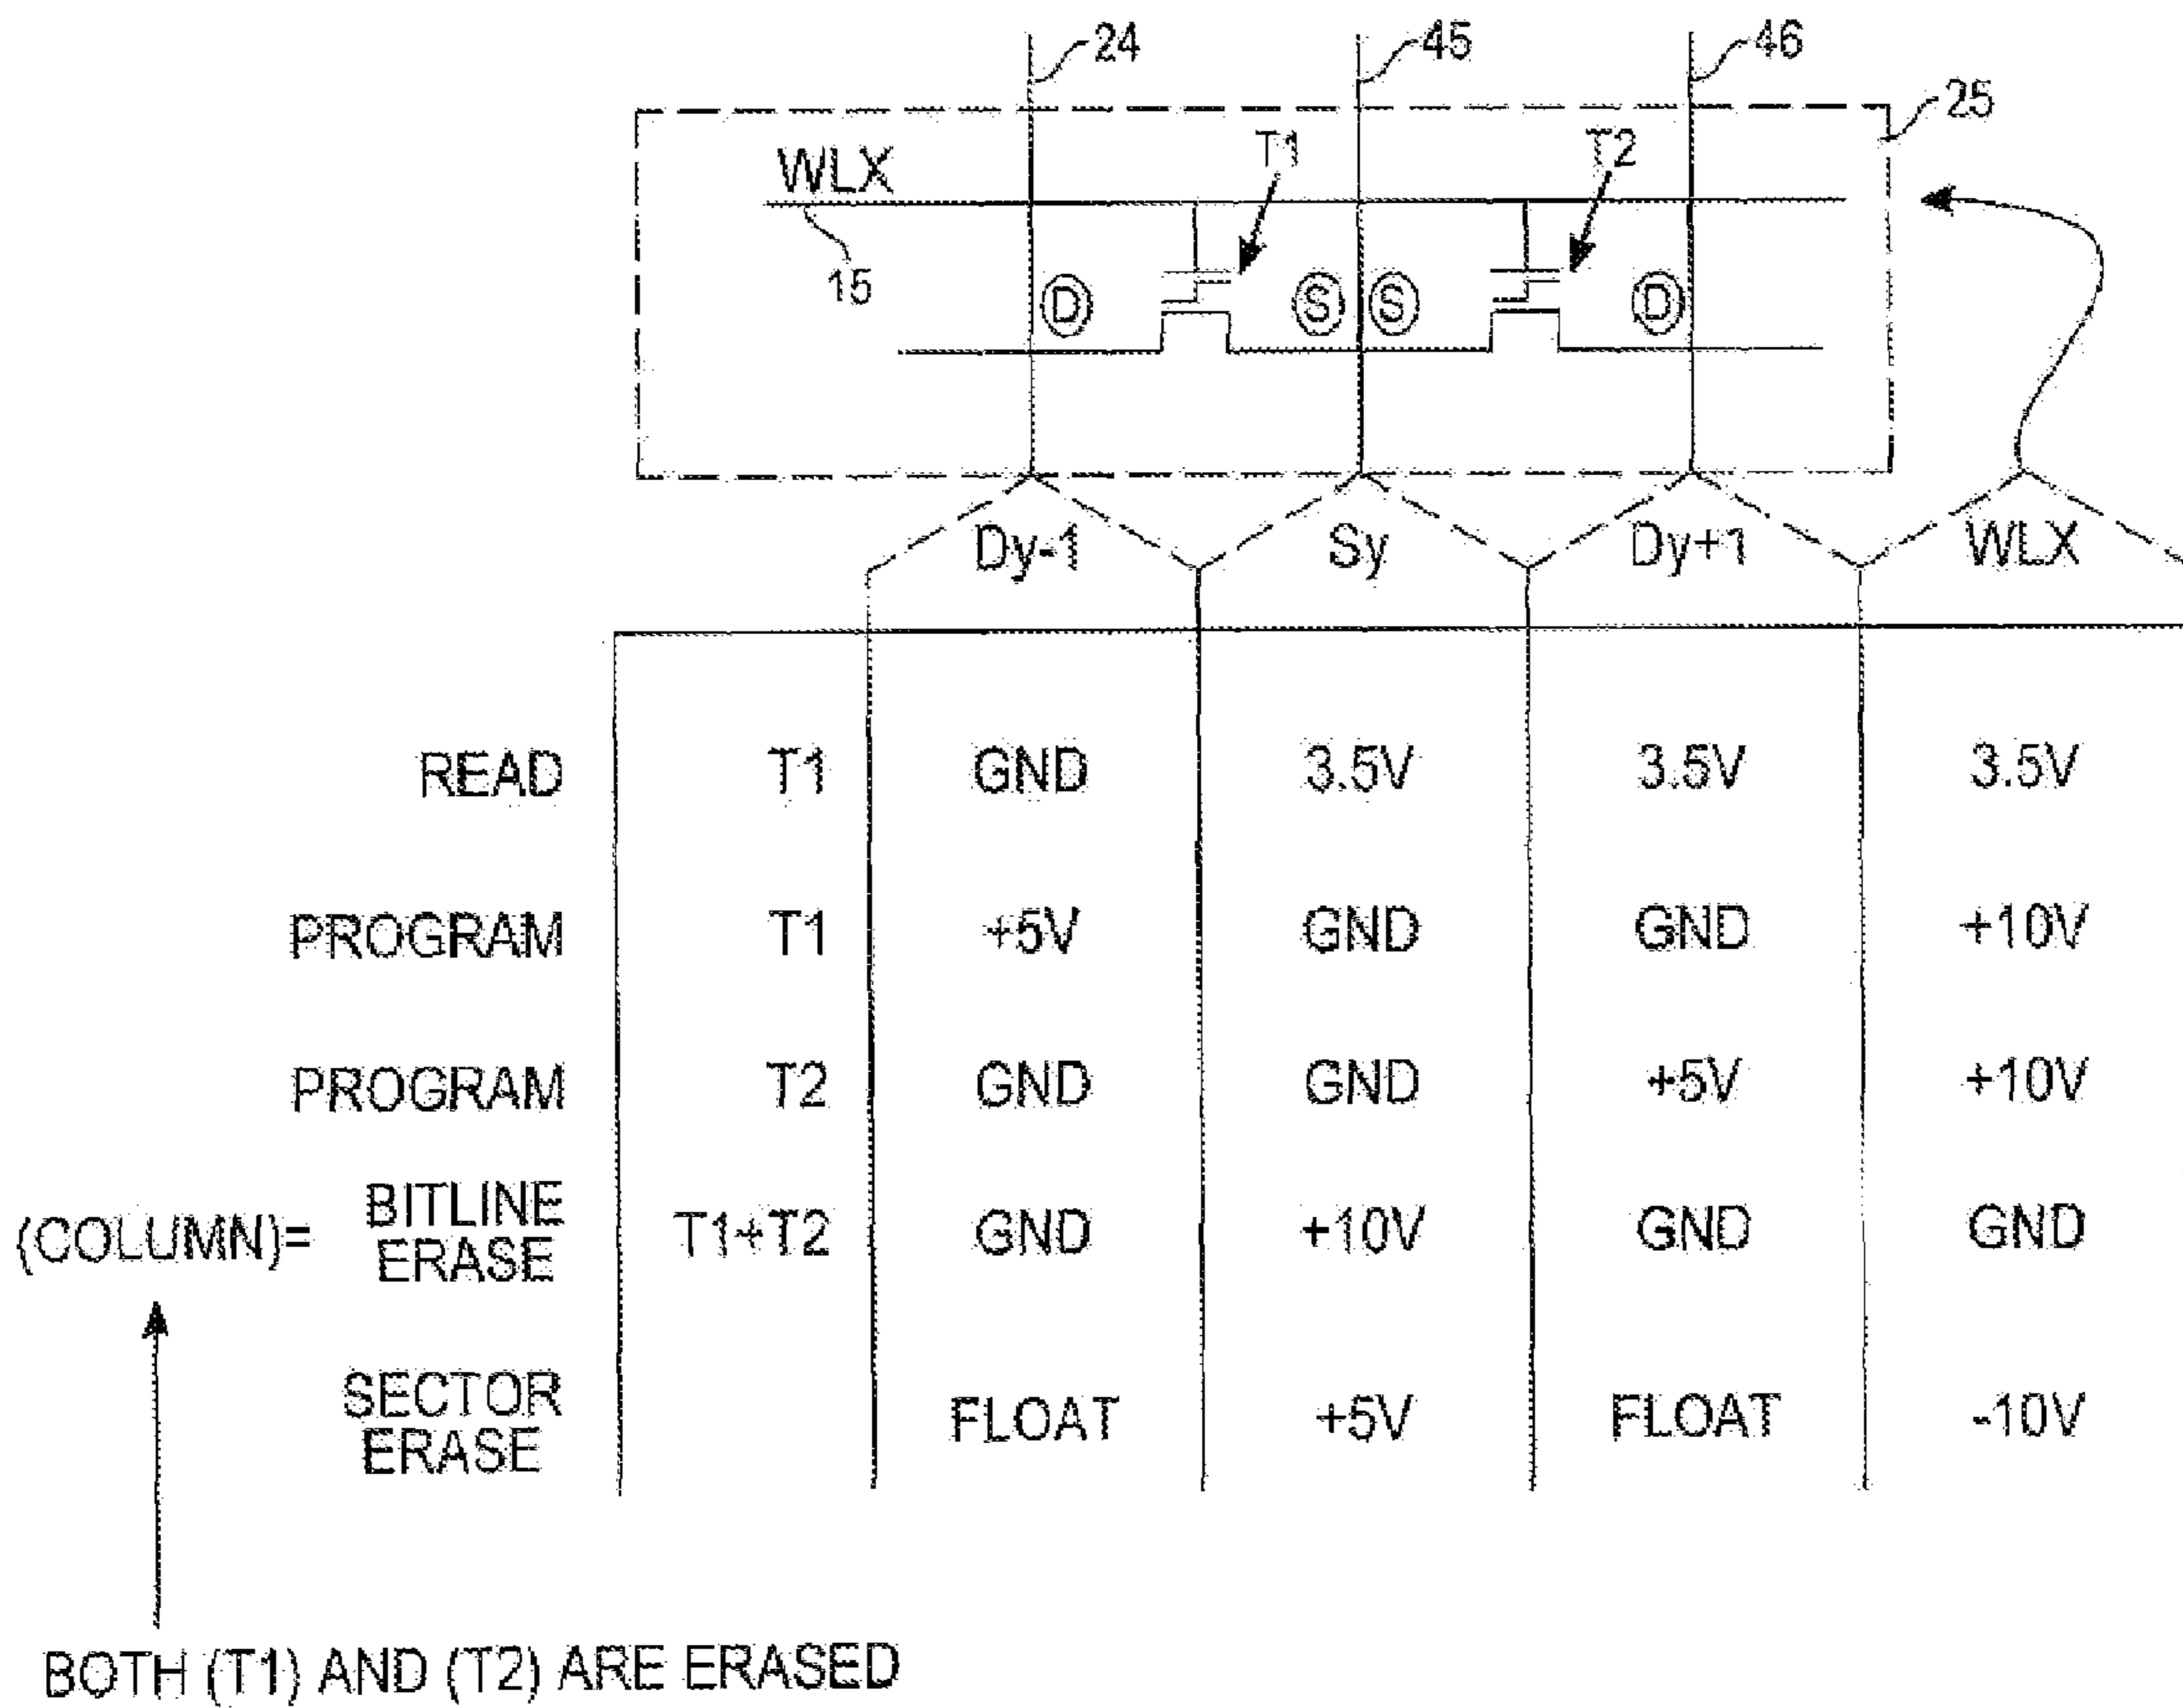 24 45 46
25
WLX T1 T2
15
D S S D
Dy-1 Sy Dy+1 WLX
READ T1 GND 3.5V 3.5V 3.5V
PROGRAM T1 +5V GND GND +10V
PROGRAM T2 GND GND +5V +10V
(COLUMN)= BITLINE ERASE T1+T2 GND +10V GND GND
SECTOR ERASE FLOAT +5V FLOAT -10V
BOTH (T1) AND (T2) ARE ERASED